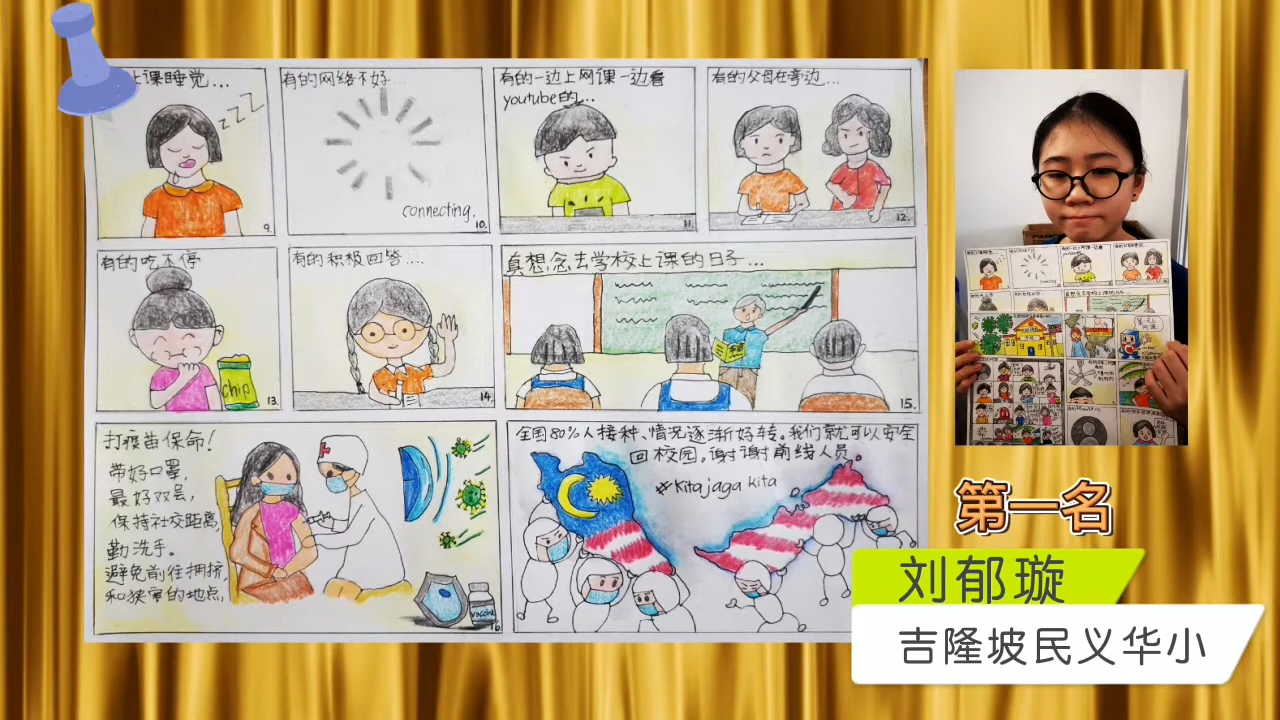 上课睡觉...
zzz
9.
有的网络不好...
connecting.
10.
有的一边上网课一边看
youtube的...
11.
有的父母在旁边...
12.
有的吃不停
chip
13.
有的积极回答....
14.
真想念去学校上课的日子...
15.
打疫苗保命！
带好口罩,
最好双层,
保持社交距离,
勤洗手。
避免前往拥挤,
和狭窄的地点,
vaccine
16
全国80%人接种、情况逐渐好转。我们就可以安全
回校园,谢谢前线人员
#kita jaga kita
第一名
刘郁璇
吉隆坡民义华小